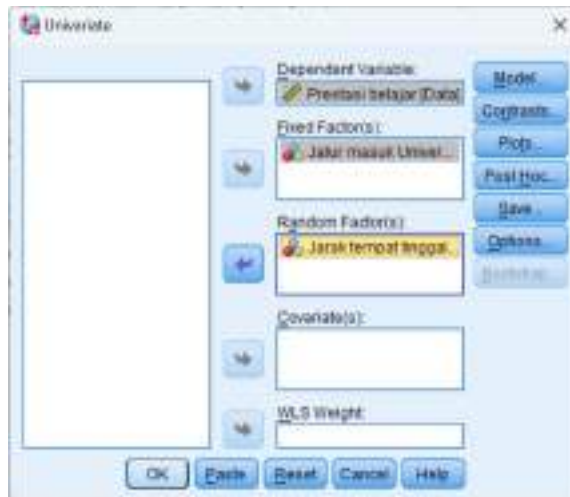 Univariate
Dependent Variable:
Prestasi belajar [Data]
Fixed Factor(s):
Jalur masuk Univer...
Random Factor(s):
Jarak tempat tinggal...
Covariate(s):
WLS Weight:
Model...
Contrasts...
Plots...
Post Hoc...
Save...
Options...
Bootstrap...
OK
Paste
Reset
Cancel
Help